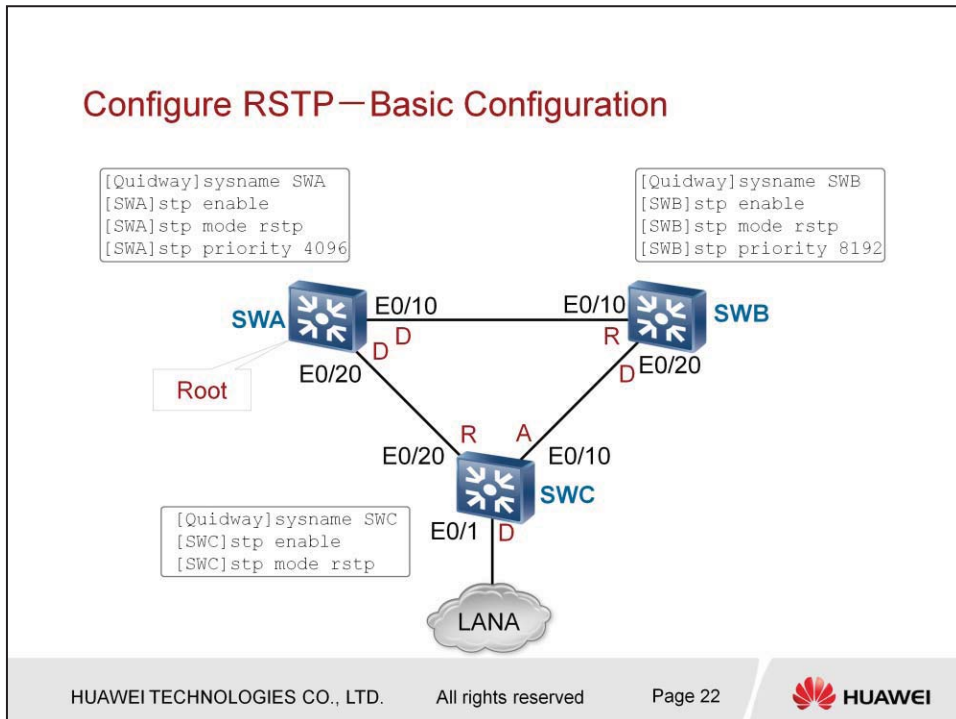 Configure RSTP—Basic Configuration
[Quidway]sysname SWA
[SWA]stp enable
[SWA]stp mode rstp
[SWA]stp priority 4096
[Quidway]sysname SWB
[SWB]stp enable
[SWB]stp mode rstp
[SWB]stp priority 8192
SWA
E0/10
E0/10
SWB
D
D
R
E0/20
D
E0/20
Root
R
A
E0/20
E0/10
SWC
[Quidway]sysname SWC
[SWC]stp enable
[SWC]stp mode rstp
E0/1
D
LANA
HUAWEI TECHNOLOGIES CO., LTD.
All rights reserved
Page 22
HUAWEI